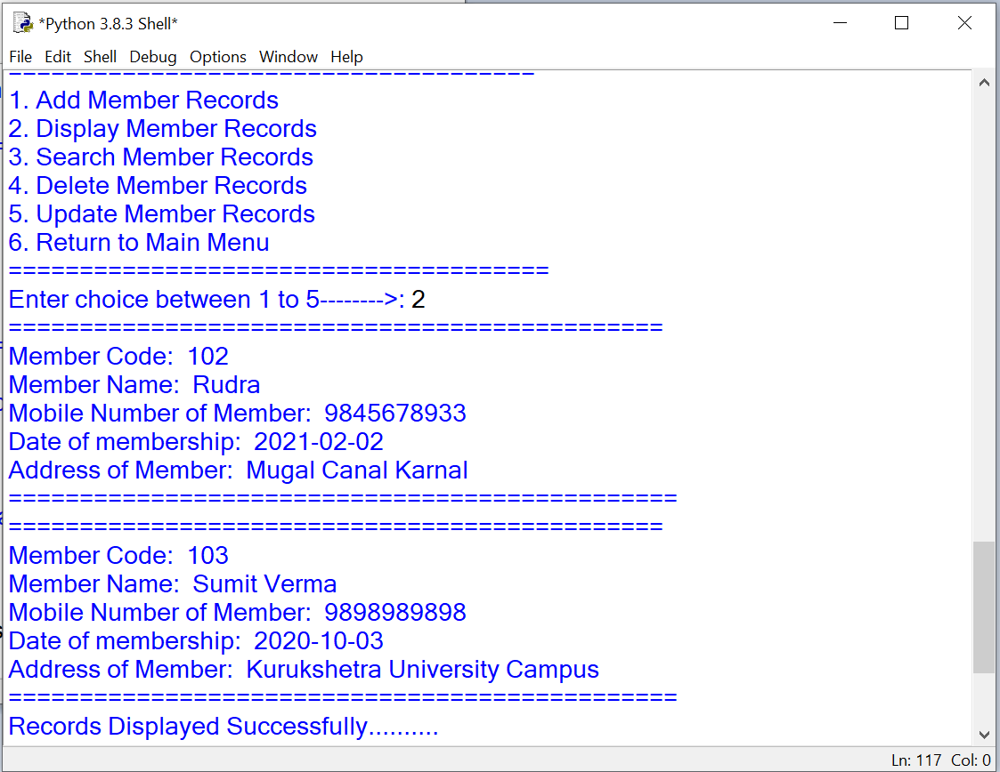 *Python 3.8.3 Shell*
File Edit Shell Debug Options Window Help
=====================================
1. Add Member Records
2. Display Member Records
3. Search Member Records
4. Delete Member Records
5. Update Member Records
6. Return to Main Menu
======================================
Enter choice between 1 to 5-------->: 2
==============================================
Member Code:  102
Member Name:  Rudra
Mobile Number of Member:  9845678933
Date of membership:  2021-02-02
Address of Member:  Mugal Canal Karnal
===============================================
==============================================
Member Code:  103
Member Name:  Sumit Verma
Mobile Number of Member:  9898989898
Date of membership:  2020-10-03
Address of Member:  Kurukshetra University Campus
===============================================
Records Displayed Successfully..........
Ln: 117 Col: 0